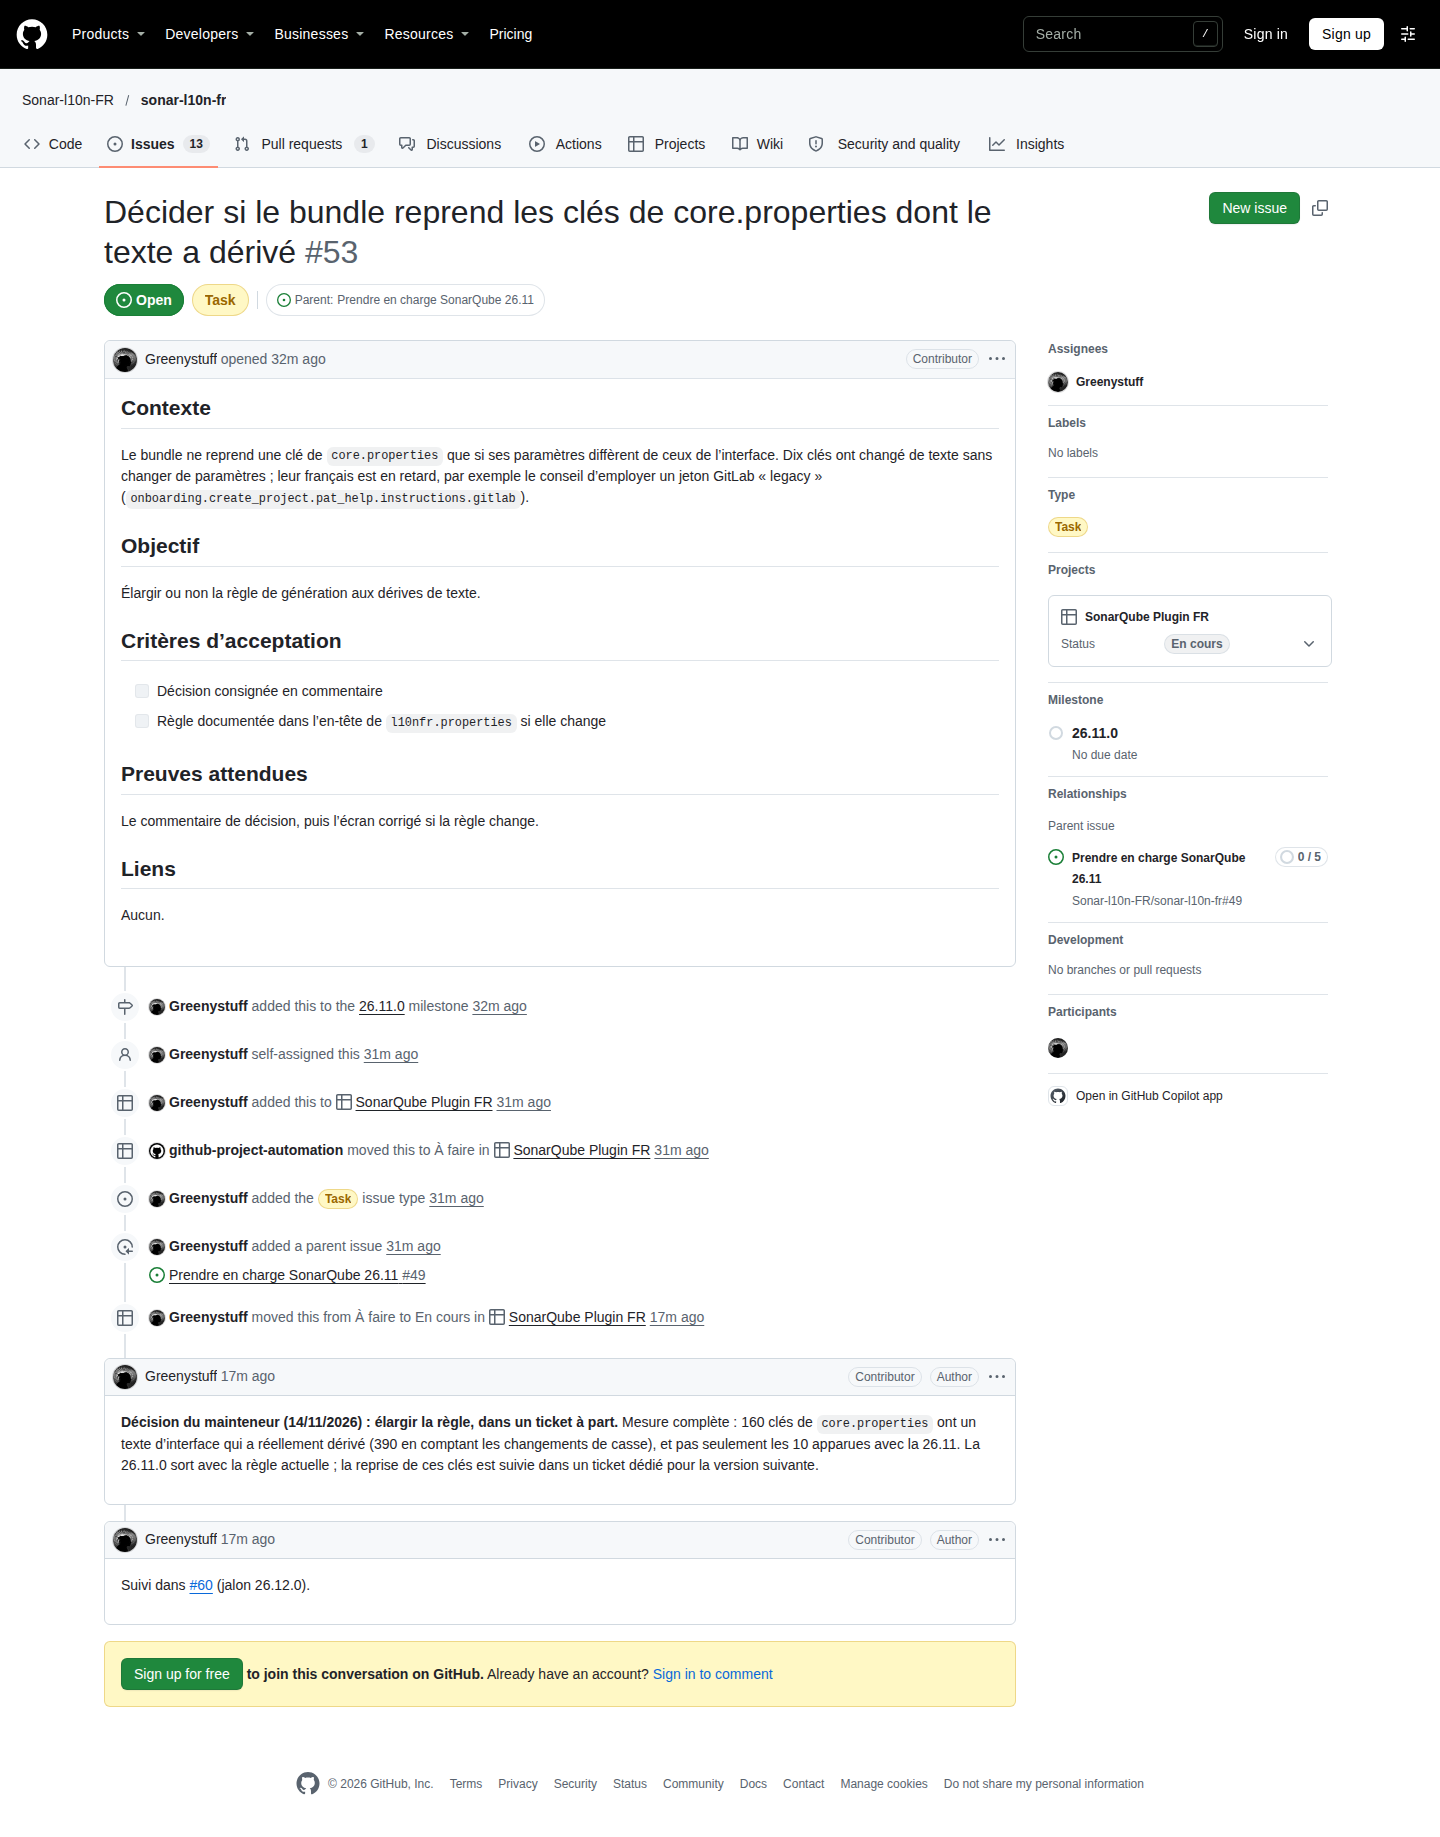 Products Developers Businesses Resources Pricing Search / Sign in Sign up
Sonar-l10n-FR / sonar-l10n-fr
Code Issues 13 Pull requests 1 Discussions Actions Projects Wiki Security and quality Insights
Décider si le bundle reprend les clés de core.properties dont le
texte a dérivé #53
New issue
Open Task Parent: Prendre en charge SonarQube 26.11
Greenystuff opened 32m ago Contributor
Contexte
Le bundle ne reprend une clé de core.properties que si ses paramètres diffèrent de ceux de l’interface. Dix clés ont changé de texte sans
changer de paramètres ; leur français est en retard, par exemple le conseil d’employer un jeton GitLab « legacy »
(onboarding.create_project.pat_help.instructions.gitlab).
Objectif
Élargir ou non la règle de génération aux dérives de texte.
Critères d’acceptation
Décision consignée en commentaire
Règle documentée dans l’en-tête de l10nfr.properties si elle change
Preuves attendues
Le commentaire de décision, puis l’écran corrigé si la règle change.
Liens
Aucun.
Greenystuff added this to the 26.11.0 milestone 32m ago
Greenystuff self-assigned this 31m ago
Greenystuff added this to SonarQube Plugin FR 31m ago
github-project-automation moved this to À faire in SonarQube Plugin FR 31m ago
Greenystuff added the Task issue type 31m ago
Greenystuff added a parent issue 31m ago
Prendre en charge SonarQube 26.11 #49
Greenystuff moved this from À faire to En cours in SonarQube Plugin FR 17m ago
Greenystuff 17m ago Contributor Author
Décision du mainteneur (14/11/2026) : élargir la règle, dans un ticket à part. Mesure complète : 160 clés de core.properties ont un
texte d’interface qui a réellement dérivé (390 en comptant les changements de casse), et pas seulement les 10 apparues avec la 26.11. La
26.11.0 sort avec la règle actuelle ; la reprise de ces clés est suivie dans un ticket dédié pour la version suivante.
Greenystuff 17m ago Contributor Author
Suivi dans #60 (jalon 26.12.0).
Sign up for free to join this conversation on GitHub. Already have an account? Sign in to comment
Assignees
Greenystuff
Labels
No labels
Type
Task
Projects
SonarQube Plugin FR
Status En cours
Milestone
26.11.0
No due date
Relationships
Parent issue
Prendre en charge SonarQube 0 / 5
26.11
Sonar-l10n-FR/sonar-l10n-fr#49
Development
No branches or pull requests
Participants
Open in GitHub Copilot app
© 2026 GitHub, Inc. Terms Privacy Security Status Community Docs Contact Manage cookies Do not share my personal information